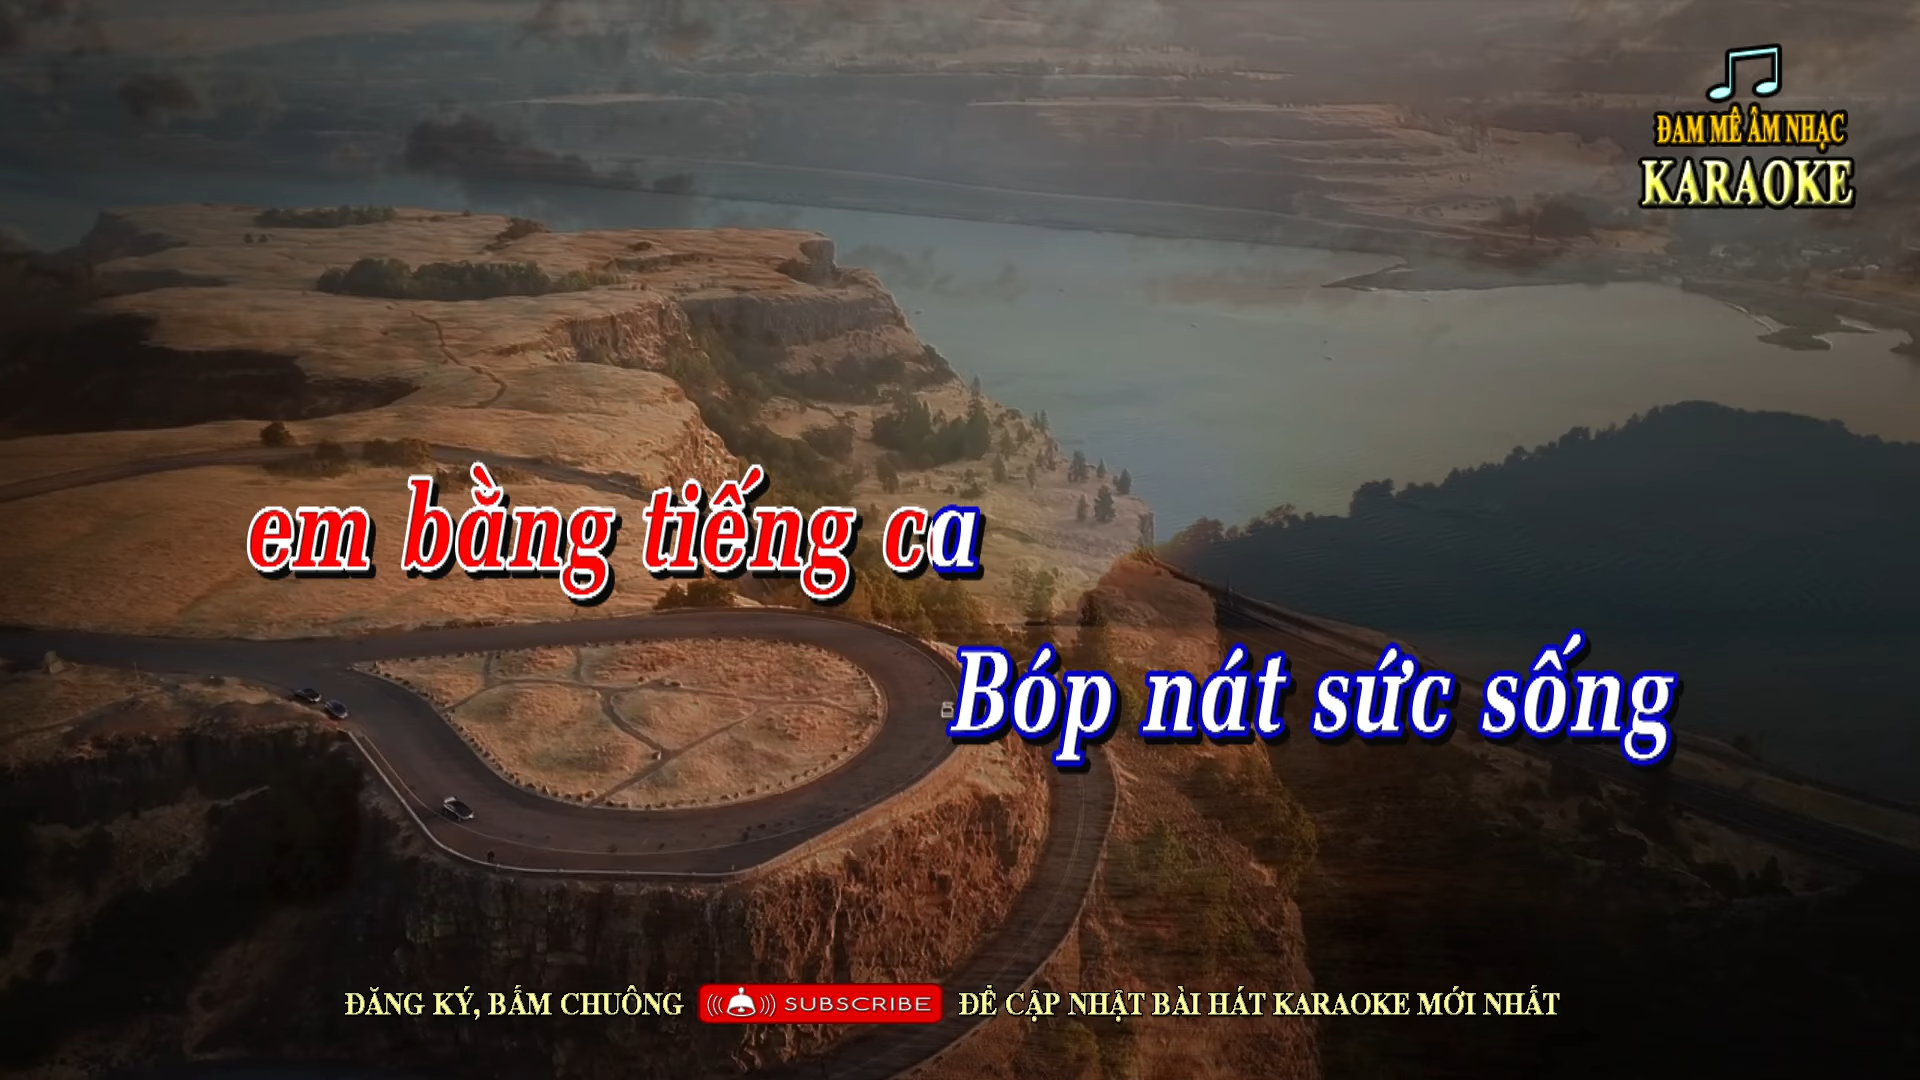 ĐAM MÊ ÂM NHẠC
KARAOKE
em bằng tiếng ca
Bóp nát sức sống
ĐĂNG KÝ, BẤM CHUÔNG SUBSCRIBE ĐỂ CẬP NHẬT BÀI HÁT KARAOKE MỚI NHẤT